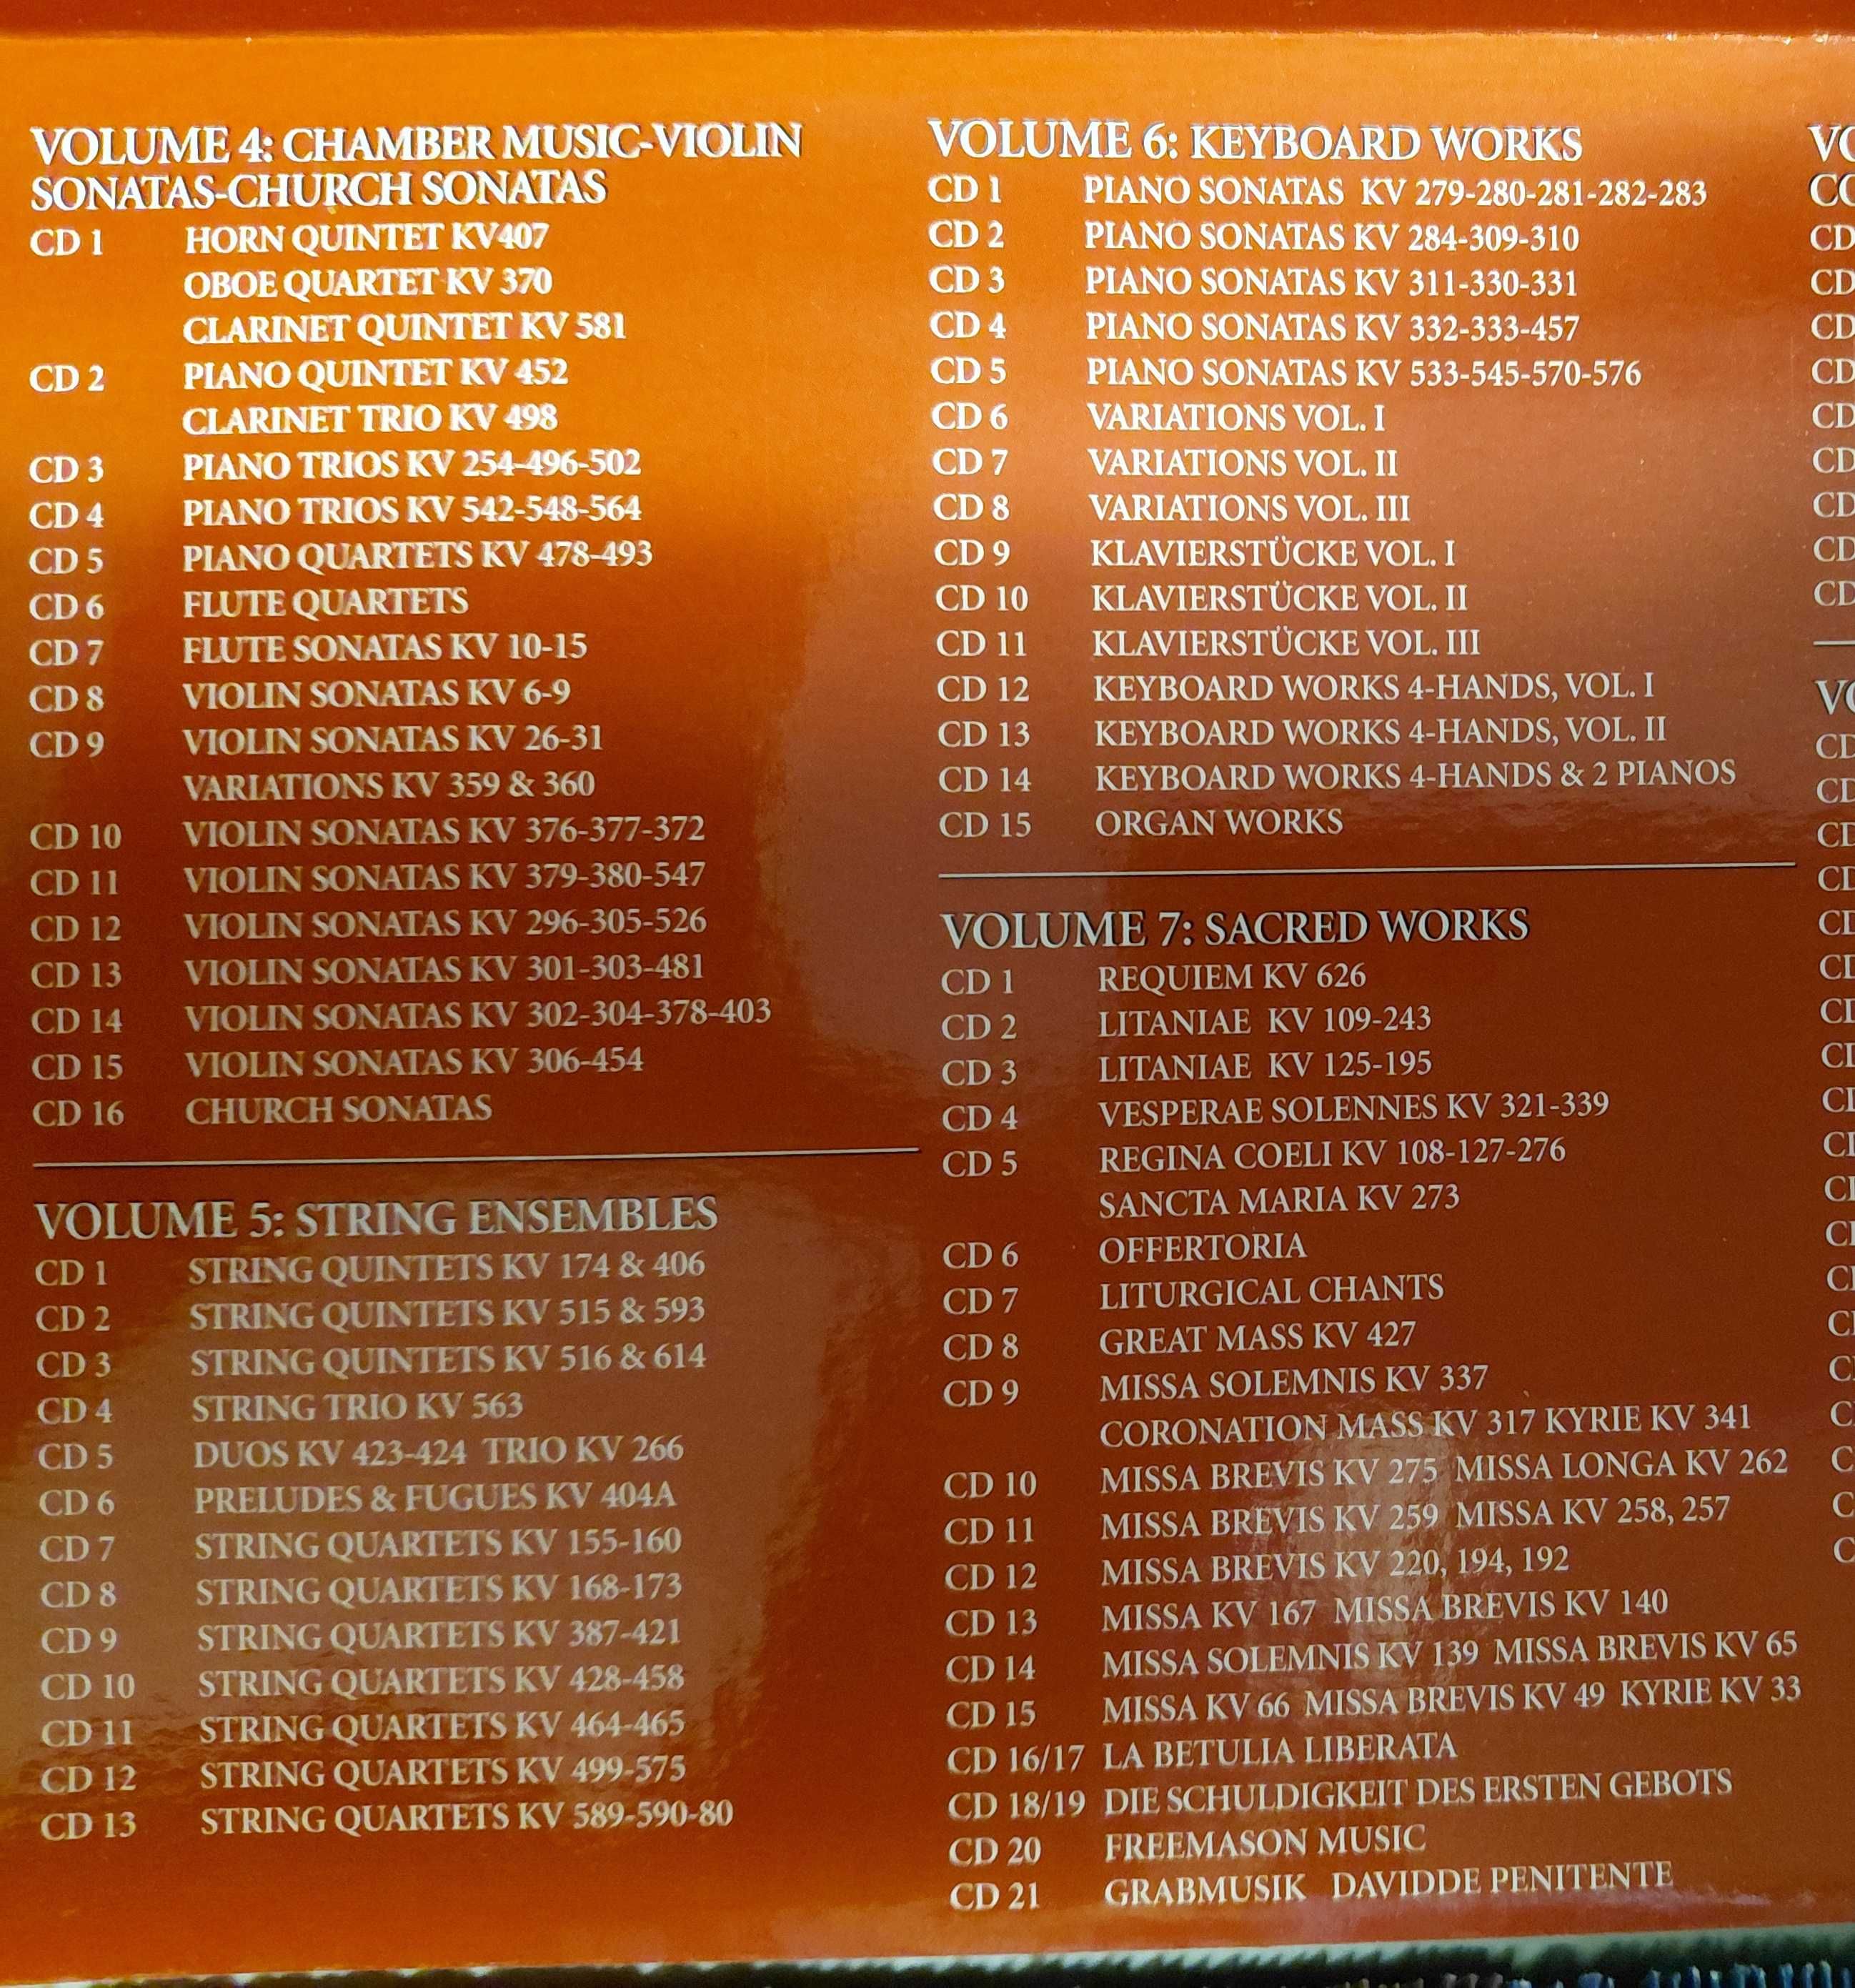 VOLUME 4: CHAMBER MUSIC-VIOLIN
SONATAS-CHURCH SONATAS
CD 1 HORN QUINTET KV407
OBOE QUARTET KV 370
CLARINET QUINTET KV 581
CD 2 PIANO QUINTET KV 452
CLARINET TRIO KV 498
CD 3 PIANO TRIOS KV 254-496-502
CD 4 PIANO TRIOS KV 542-548-564
CD 5 PIANO QUARTETS KV 478-493
CD 6 FLUTE QUARTETS
CD 7 FLUTE SONATAS KV 10-15
CD 8 VIOLIN SONATAS KV 6-9
CD 9 VIOLIN SONATAS KV 26-31
VARIATIONS KV 359 & 360
CD 10 VIOLIN SONATAS KV 376-377-372
CD 11 VIOLIN SONATAS KV 379-380-547
CD 12 VIOLIN SONATAS KV 296-305-526
CD 13 VIOLIN SONATAS KV 301-303-481
CD 14 VIOLIN SONATAS KV 302-304-378-403
CD 15 VIOLIN SONATAS KV 306-454
CD 16 CHURCH SONATAS
VOLUME 5: STRING ENSEMBLES
CD 1 STRING QUINTETS KV 174 & 406
CD 2 STRING QUINTETS KV 515 & 593
CD 3 STRING QUINTETS KV 516 & 614
CD 4 STRING TRIO KV 563
CD 5 DUOS KV 423-424 TRIO KV 266
CD 6 PRELUDES & FUGUES KV 404A
CD 7 STRING QUARTETS KV 155-160
CD 8 STRING QUARTETS KV 168-173
CD 9 STRING QUARTETS KV 387-421
CD 10 STRING QUARTETS KV 428-458
CD 11 STRING QUARTETS KV 464-465
CD 12 STRING QUARTETS KV 499-575
CD 13 STRING QUARTETS KV 589-590-80
VOLUME 6: KEYBOARD WORKS
CD 1 PIANO SONATAS KV 279-280-281-282-283
CD 2 PIANO SONATAS KV 284-309-310
CD 3 PIANO SONATAS KV 311-330-331
CD 4 PIANO SONATAS KV 332-333-457
CD 5 PIANO SONATAS KV 533-545-570-576
CD 6 VARIATIONS VOL. I
CD 7 VARIATIONS VOL. II
CD 8 VARIATIONS VOL. III
CD 9 KLAVIERSTÜCKE VOL. I
CD 10 KLAVIERSTÜCKE VOL. II
CD 11 KLAVIERSTÜCKE VOL. III
CD 12 KEYBOARD WORKS 4-HANDS, VOL. I
CD 13 KEYBOARD WORKS 4-HANDS, VOL. II
CD 14 KEYBOARD WORKS 4-HANDS & 2 PIANOS
CD 15 ORGAN WORKS
VOLUME 7: SACRED WORKS
CD 1 REQUIEM KV 626
CD 2 LITANIAE KV 109-243
CD 3 LITANIAE KV 125-195
CD 4 VESPERAE SOLENNES KV 321-339
CD 5 REGINA COELI KV 108-127-276
SANCTA MARIA KV 273
CD 6 OFFERTORIA
CD 7 LITURGICAL CHANTS
CD 8 GREAT MASS KV 427
CD 9 MISSA SOLEMNIS KV 337
CORONATION MASS KV 317 KYRIE KV 341
CD 10 MISSA BREVIS KV 275 MISSA LONGA KV 262
CD 11 MISSA BREVIS KV 259 MISSA KV 258, 257
CD 12 MISSA BREVIS KV 220, 194, 192
CD 13 MISSA KV 167 MISSA BREVIS KV 140
CD 14 MISSA SOLEMNIS KV 139 MISSA BREVIS KV 65
CD 15 MISSA KV 66 MISSA BREVIS KV 49 KYRIE KV 33
CD 16/17 LA BETULIA LIBERATA
CD 18/19 DIE SCHULDIGKEIT DES ERSTEN GEBOTS
CD 20 FREEMASON MUSIC
CD 21 GRABMUSIK DAVIDDE PENITENTE